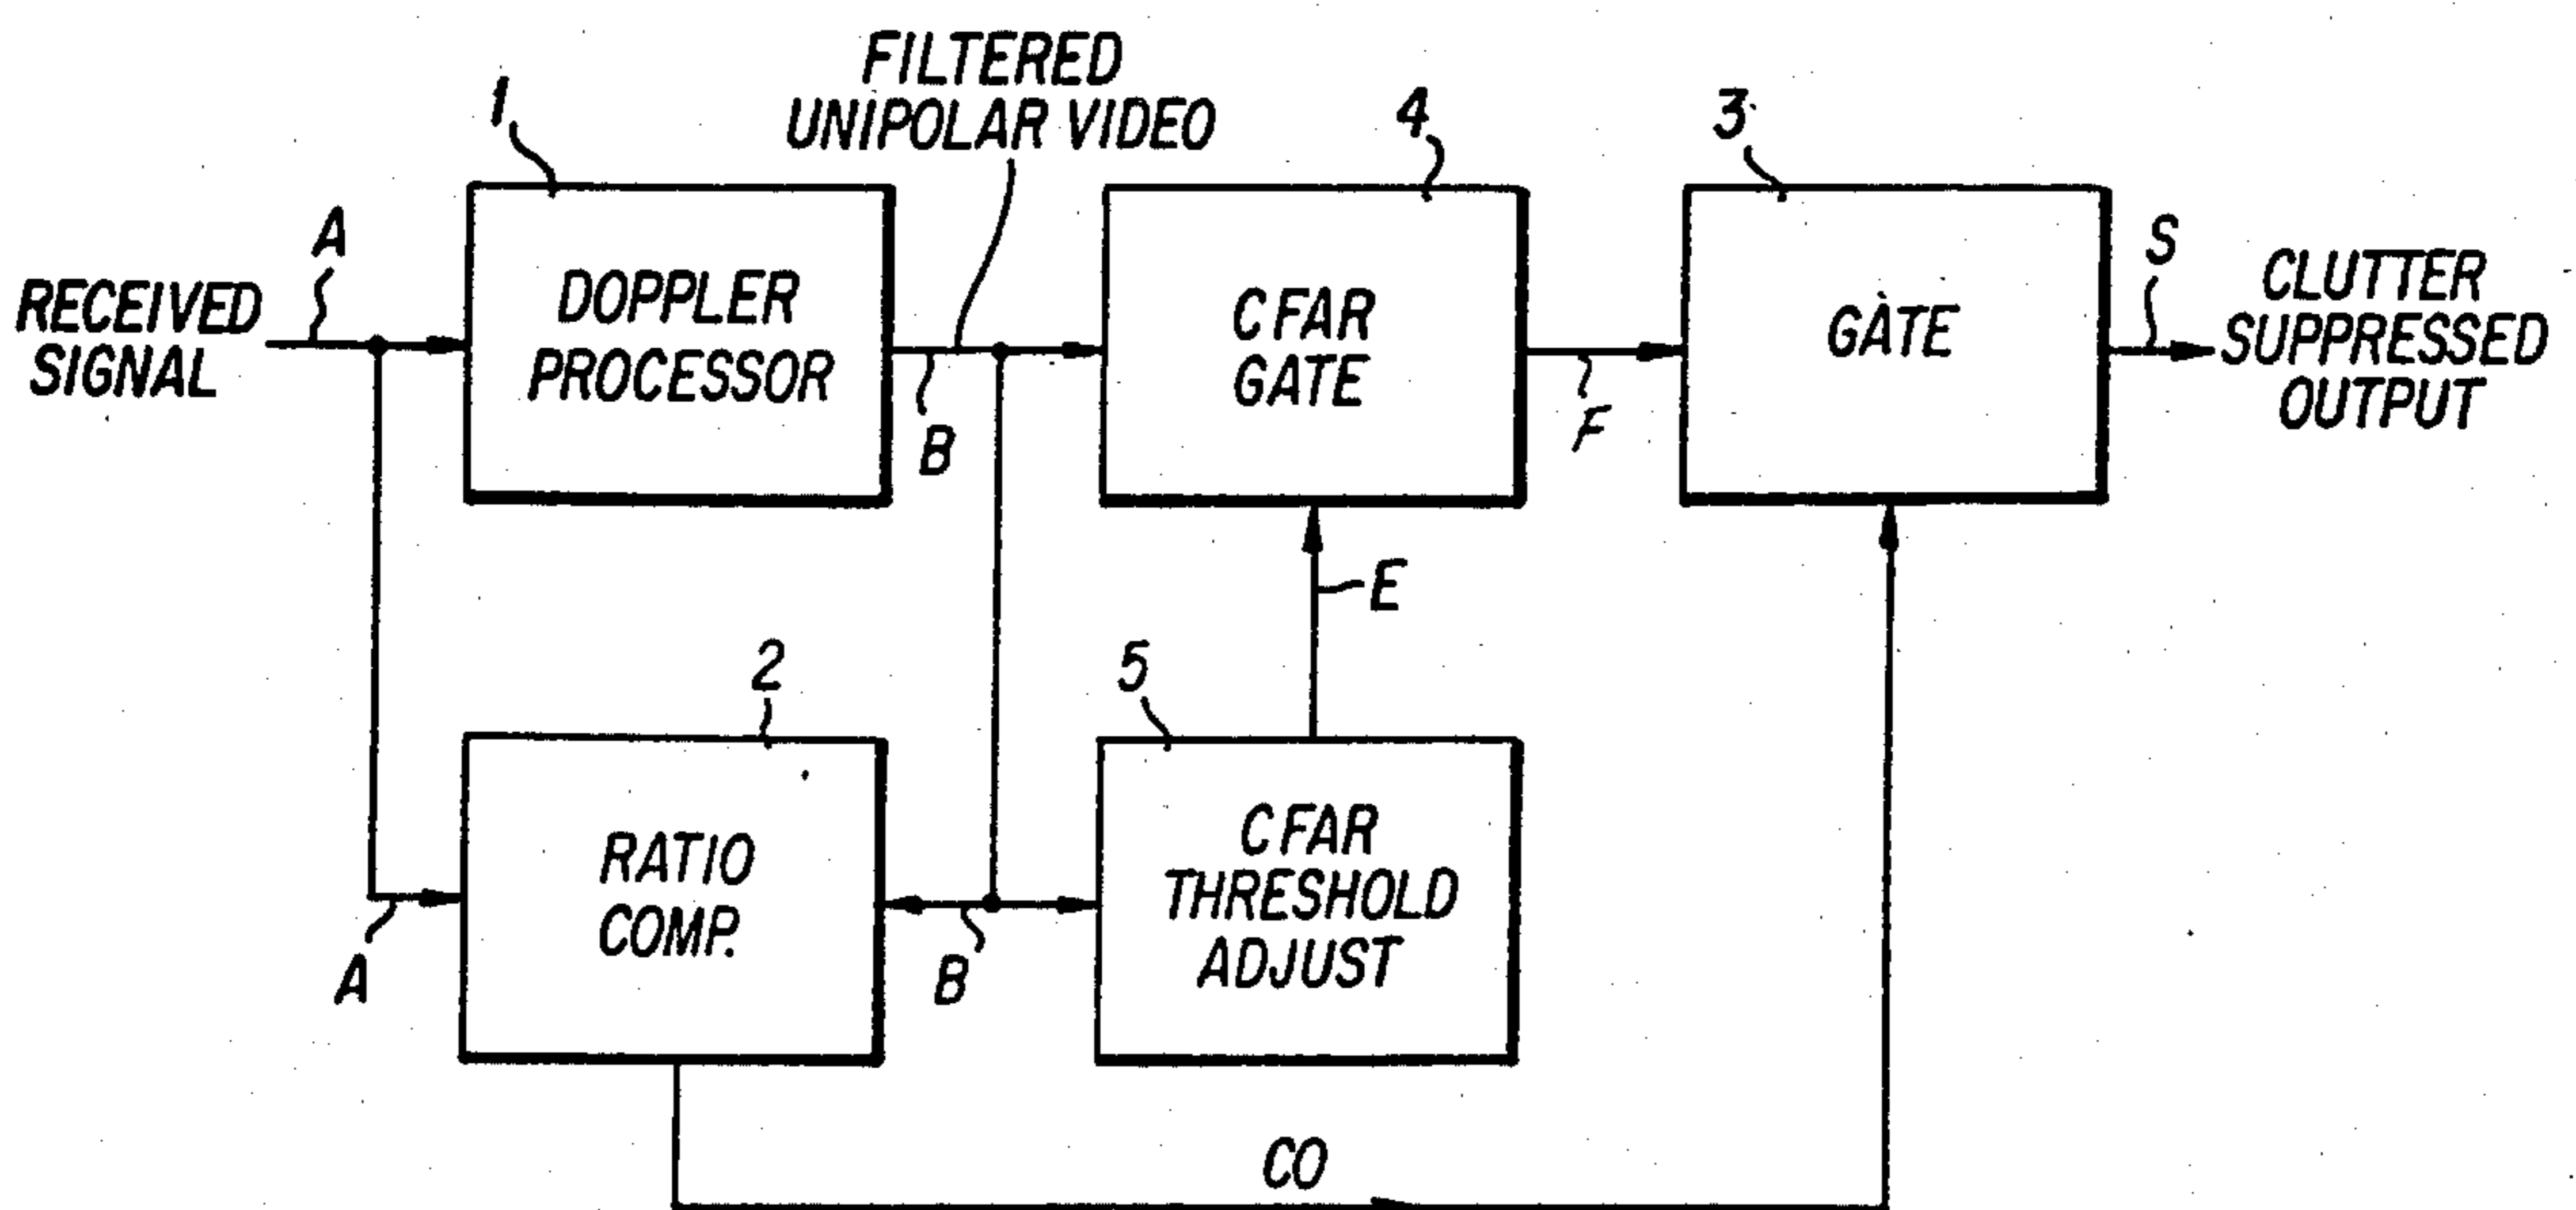 FILTERED
UNIPOLAR VIDEO
1
4
3
A
RECEIVED
SIGNAL
DOPPLER
PROCESSOR
B
CFAR
GATE
F
GATE
S
CLUTTER
SUPPRESSED
OUTPUT
E
2
5
A
RATIO
COMP.
B
CFAR
THRESHOLD
ADJUST
CO